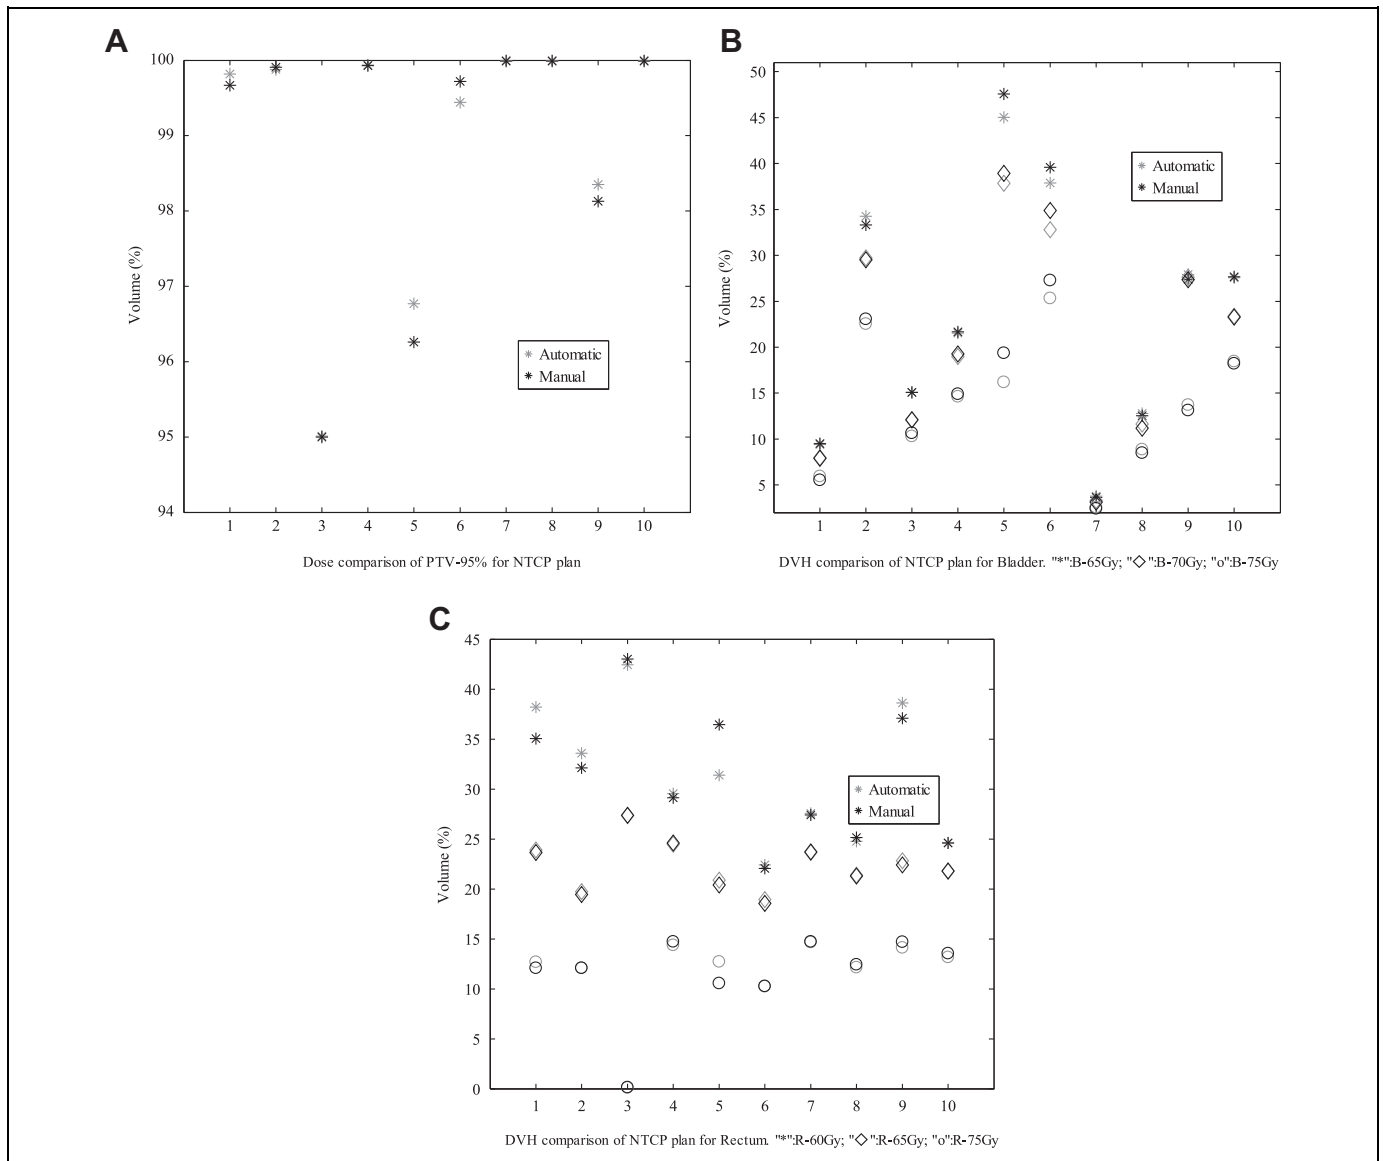 A
100
99
98
97
96
95
94
Volume (%)
Automatic
Manual
1 2 3 4 5 6 7 8 9 10
Dose comparison of PTV-95% for NTCP plan
B
50
45
40
35
30
25
20
15
10
5
Volume (%)
Automatic
Manual
1 2 3 4 5 6 7 8 9 10
DVH comparison of NTCP plan for Bladder. "*":B-65Gy; "◇":B-70Gy; "o":B-75Gy
C
45
40
35
30
25
20
15
10
5
0
Volume (%)
Automatic
Manual
1 2 3 4 5 6 7 8 9 10
DVH comparison of NTCP plan for Rectum. "*":R-60Gy; "◇":R-65Gy; "o":R-75Gy